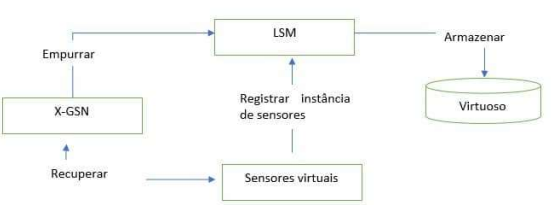 LSM
Armazenar
Empurrar
Virtuoso
Registrar instância
de sensores
X-GSN
Recuperar
Sensores virtuais